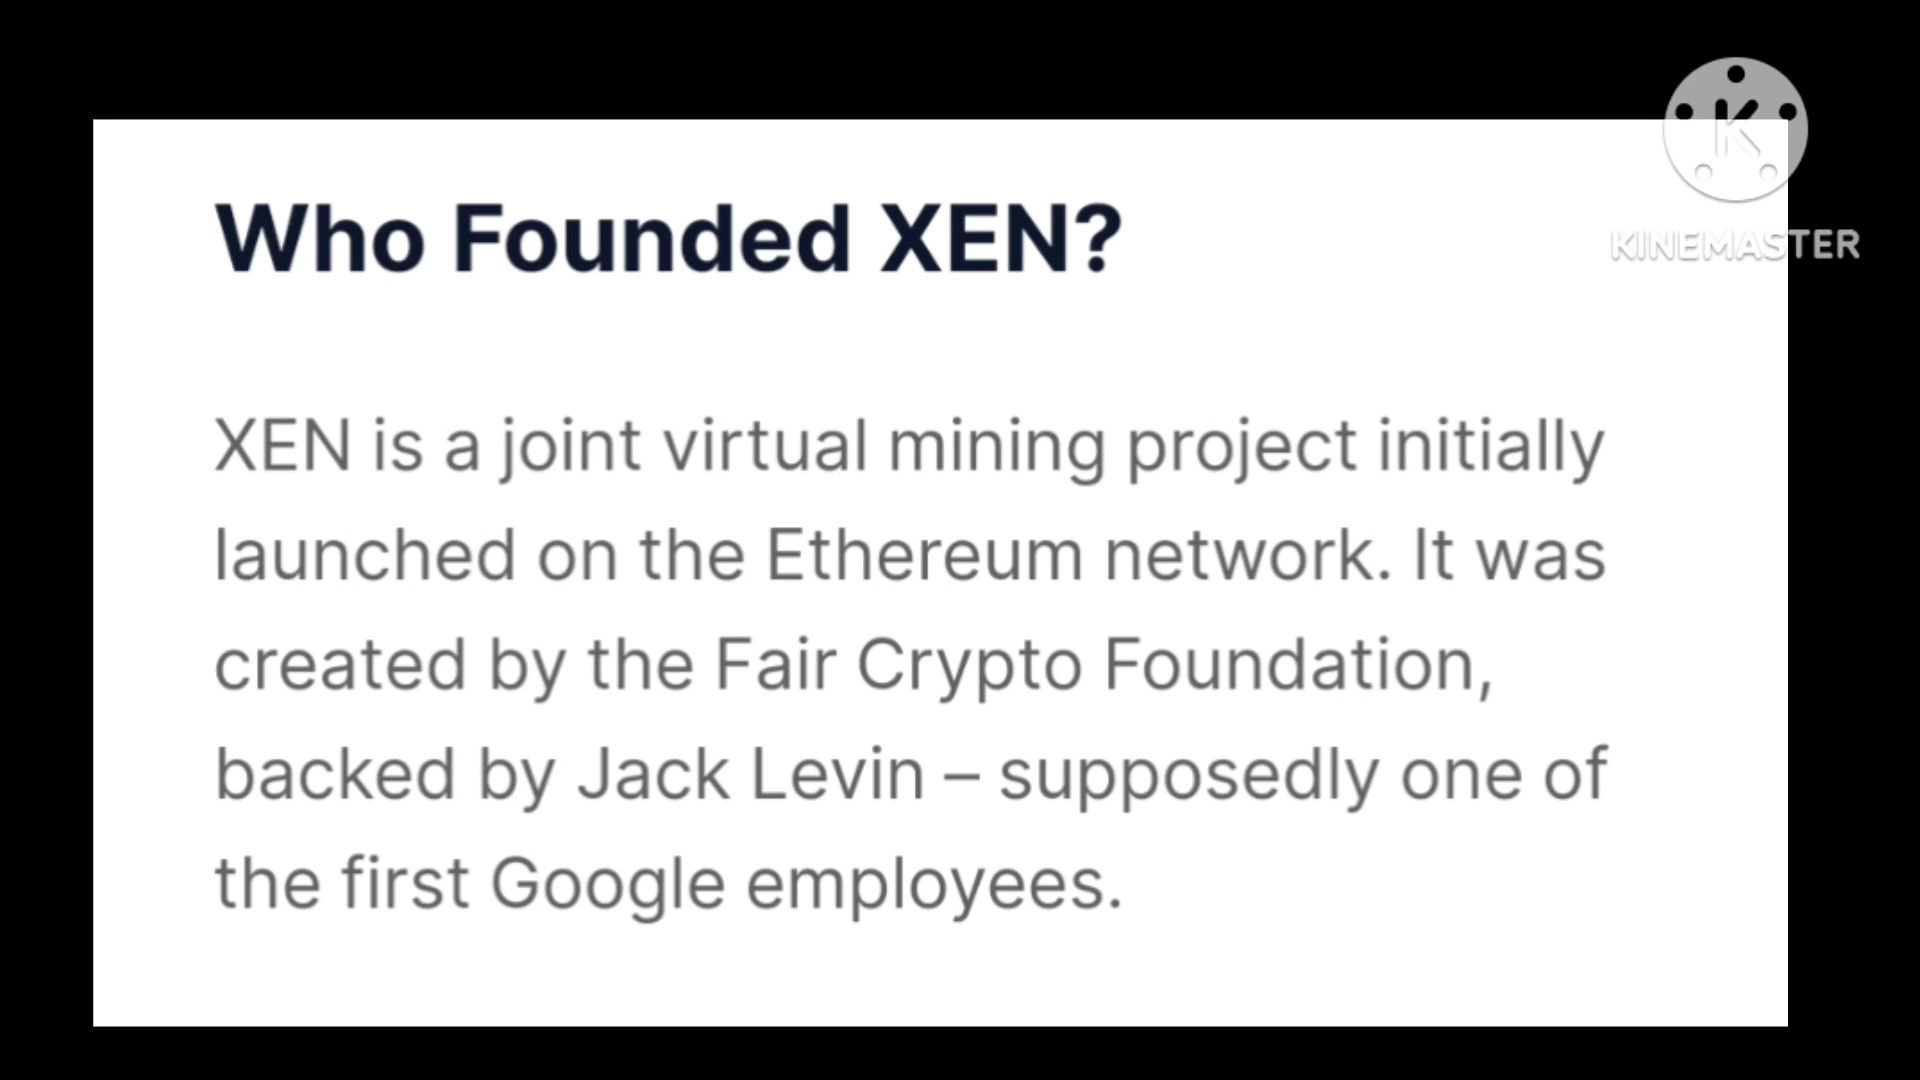 Who Founded XEN?
KINEMASTER
XEN is a joint virtual mining project initially
launched on the Ethereum network. It was
created by the Fair Crypto Foundation,
backed by Jack Levin – supposedly one of
the first Google employees.